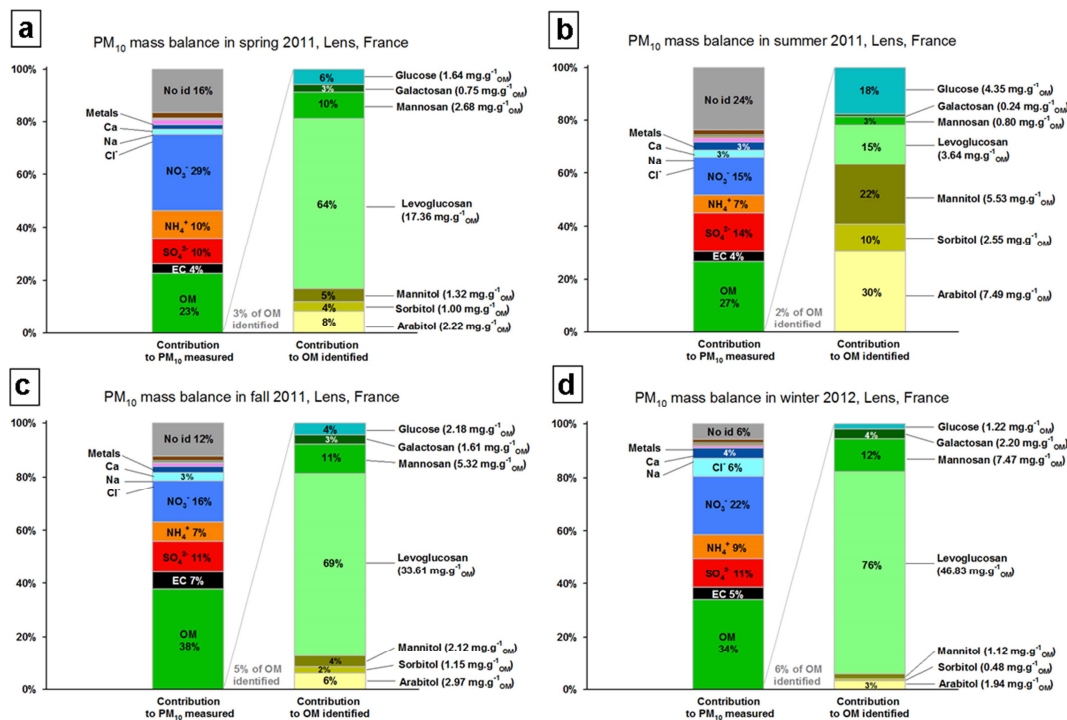 a
PM₁₀ mass balance in spring 2011, Lens, France
100%
80%
60%
40%
20%
0%
Metals
Ca
Na
Cl⁻
No id 16%
NO₃⁻ 29%
NH₄⁺ 10%
SO₄²⁻ 10%
EC 4%
OM
23%
3% of OM
identified
6%
3%
10%
64%
5%
4%
8%
Glucose (1.64 mg.g⁻¹OM)
Galactosan (0.75 mg.g⁻¹OM)
Mannosan (2.68 mg.g⁻¹OM)
Levoglucosan
(17.36 mg.g⁻¹OM)
Mannitol (1.32 mg.g⁻¹OM)
Sorbitol (1.00 mg.g⁻¹OM)
Arabitol (2.22 mg.g⁻¹OM)
Contribution
to PM₁₀ measured
Contribution
to OM identified
b
PM₁₀ mass balance in summer 2011, Lens, France
100%
80%
60%
40%
20%
0%
Metals
Ca
Na
Cl⁻
No id 24%
3%
3%
NO₃⁻ 15%
NH₄⁺ 7%
SO₄²⁻ 14%
EC 4%
OM
27%
2% of OM
identified
18%
3%
15%
22%
10%
30%
Glucose (4.35 mg.g⁻¹OM)
Galactosan (0.24 mg.g⁻¹OM)
Mannosan (0.80 mg.g⁻¹OM)
Levoglucosan
(3.64 mg.g⁻¹OM)
Mannitol (5.53 mg.g⁻¹OM)
Sorbitol (2.55 mg.g⁻¹OM)
Arabitol (7.49 mg.g⁻¹OM)
Contribution
to PM₁₀ measured
Contribution
to OM identified
c
PM₁₀ mass balance in fall 2011, Lens, France
100%
80%
60%
40%
20%
0%
Metals
Ca
Na
Cl⁻
No id 12%
3%
NO₃⁻ 16%
NH₄⁺ 7%
SO₄²⁻ 11%
EC 7%
OM
38%
5% of OM
identified
4%
3%
11%
69%
4%
2%
6%
Glucose (2.18 mg.g⁻¹OM)
Galactosan (1.61 mg.g⁻¹OM)
Mannosan (5.32 mg.g⁻¹OM)
Levoglucosan
(33.61 mg.g⁻¹OM)
Mannitol (2.12 mg.g⁻¹OM)
Sorbitol (1.15 mg.g⁻¹OM)
Arabitol (2.97 mg.g⁻¹OM)
Contribution
to PM₁₀ measured
Contribution
to OM identified
d
PM₁₀ mass balance in winter 2012, Lens, France
100%
80%
60%
40%
20%
0%
Metals
Ca
Na
No id 6%
4%
Cl⁻ 6%
NO₃⁻ 22%
NH₄⁺ 9%
SO₄²⁻ 11%
EC 5%
OM
34%
6% of OM
identified
4%
12%
76%
3%
Glucose (1.22 mg.g⁻¹OM)
Galactosan (2.20 mg.g⁻¹OM)
Mannosan (7.47 mg.g⁻¹OM)
Levoglucosan
(46.83 mg.g⁻¹OM)
Mannitol (1.12 mg.g⁻¹OM)
Sorbitol (0.48 mg.g⁻¹OM)
Arabitol (1.94 mg.g⁻¹OM)
Contribution
to PM₁₀ measured
Contribution
to OM identified